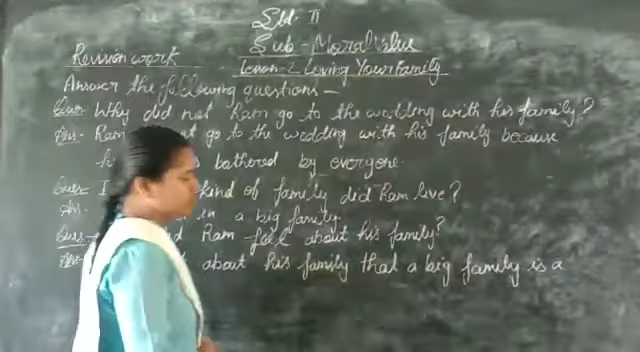 Std. II
Sub - Moral Value
Revision work
Lesson-2 Loving Your Family
Answer the following questions -
Ques:- Why did not Ram go to the wedding with his family?
Ans:- Ram go to the wedding with his family because
bothered by everyone.
Ques:- kind of family did Ram live?
Ans:- in a big family.
Ques:- Ram feel about his family?
Ans:- about his family that a big family is a